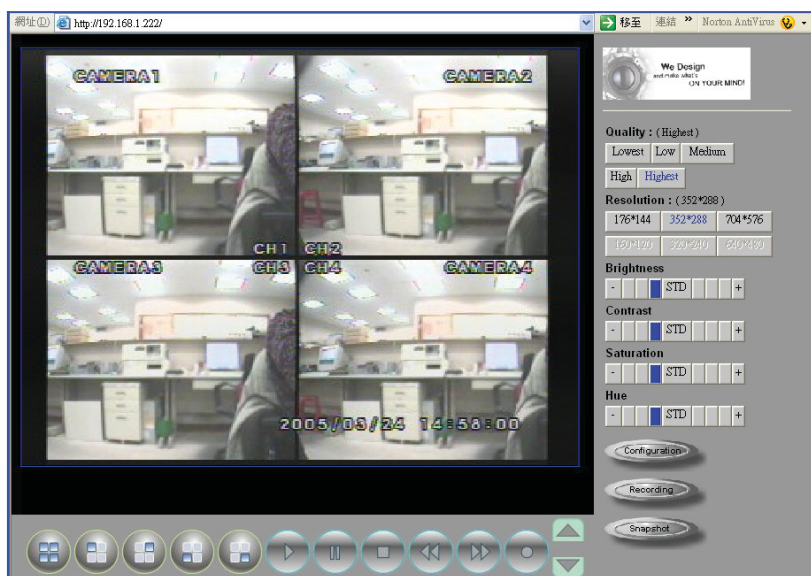 網址(D) http://192.168.1.222/ 移至 連結 » Norton AntiVirus
CAMERA1 CAMERA2
CH1 CH2
CAMERA3 CH3 CH4 CAMERA4
2005/03/24 14:58:00
We Design
and make what's
ON YOUR MIND!
Quality : (Highest)
Lowest Low Medium
High Highest
Resolution : (352*288)
176*144 352*288 704*576
160*120 320*240 640*480
Brightness
- STD +
Contrast
- STD +
Saturation
- STD +
Hue
- STD +
Configuration
Recording
Snapshot